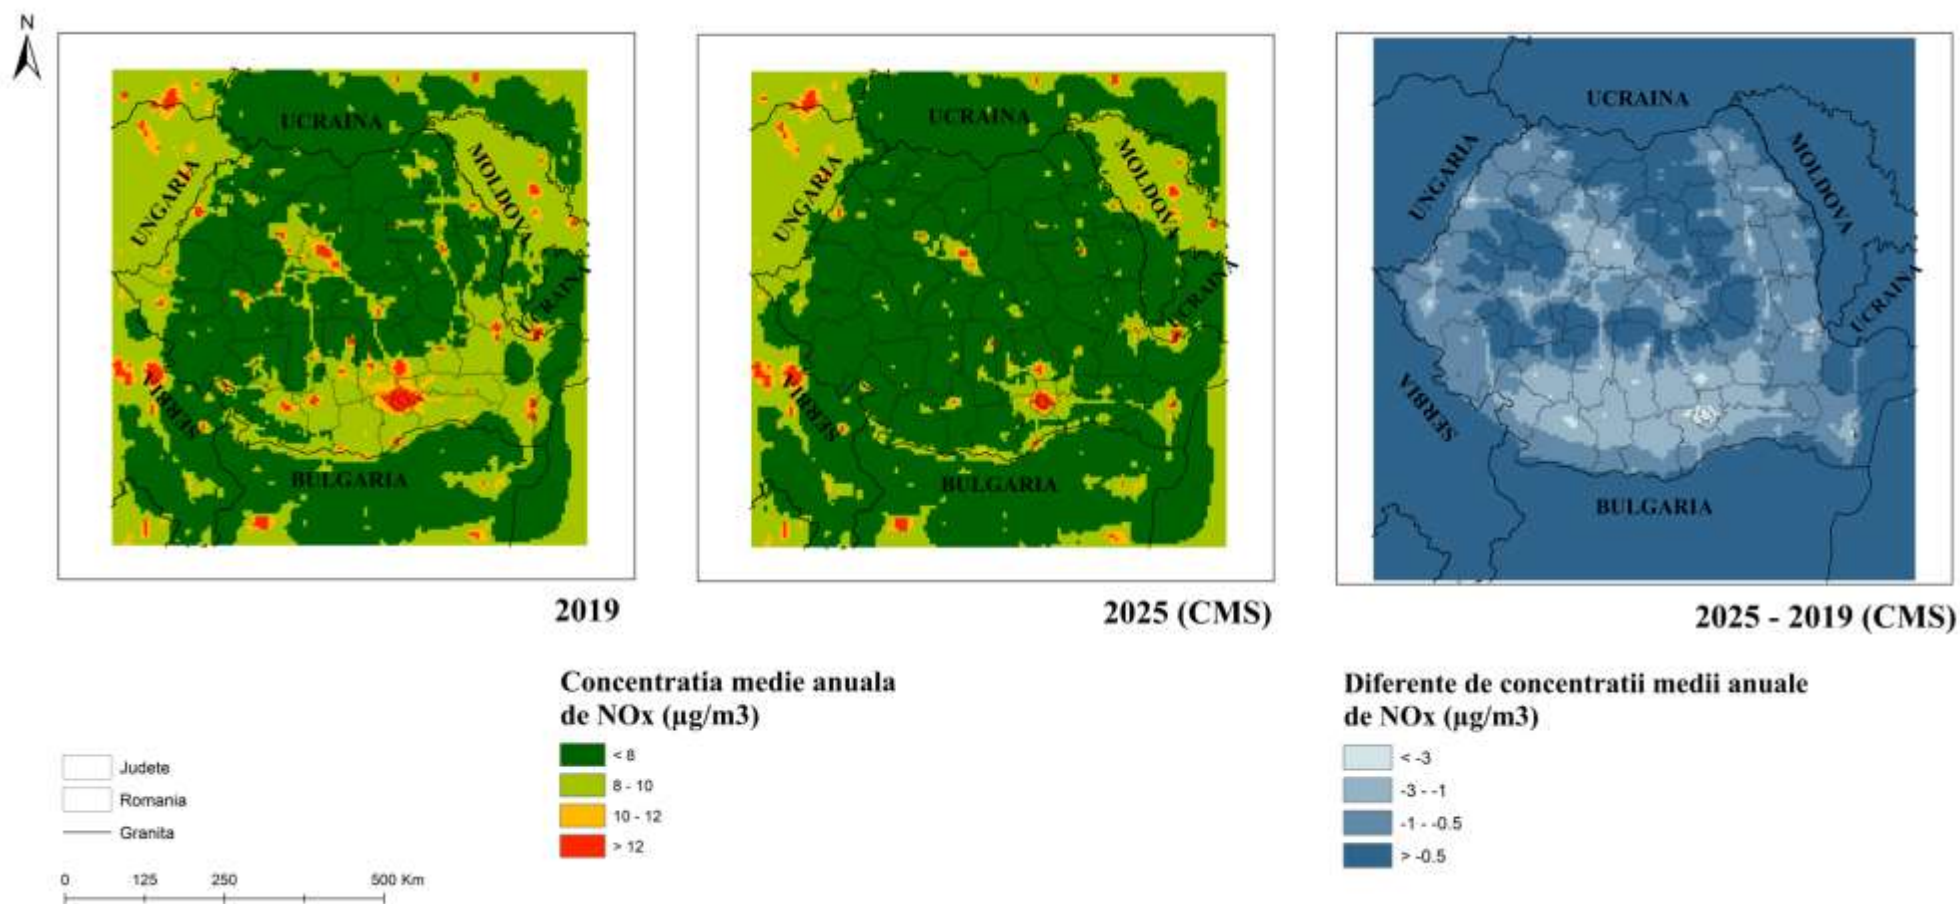 N
UCRAINA
UNGARIA
MOLDOVA
UCRAINA
SERBIA
BULGARIA
2019
UCRAINA
UNGARIA
MOLDOVA
UCRAINA
SERBIA
BULGARIA
2025 (CMS)
UCRAINA
UNGARIA
MOLDOVA
UCRAINA
SERBIA
BULGARIA
2025 - 2019 (CMS)
Concentratia medie anuala
de NOx (µg/m3)
< 8
8 - 10
10 - 12
> 12
Diferente de concentratii medii anuale
de NOx (µg/m3)
< -3
-3 - -1
-1 - -0.5
> -0.5
Judete
Romania
Granita
0 125 250 500 Km